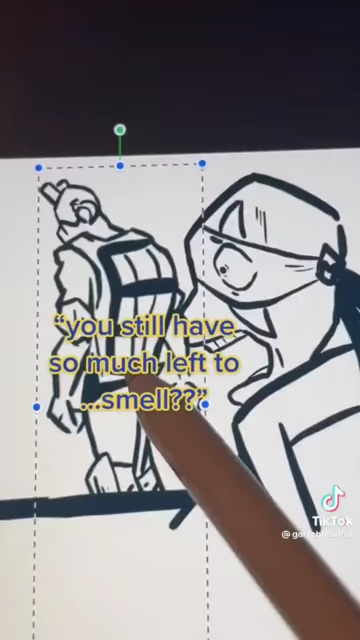 "you still have
so much left to
...smell??"
TikTok